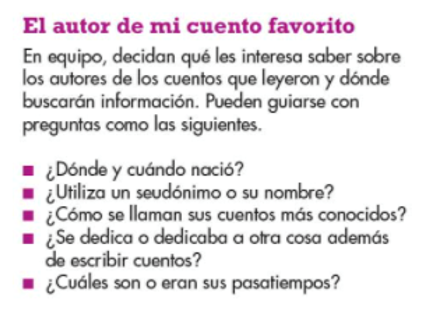 El autor de mi cuento favorito
En equipo, decidan qué les interesa saber sobre
los autores de los cuentos que leyeron y dónde
buscarán información. Pueden guiarse con
preguntas como las siguientes.
■ ¿Dónde y cuándo nació?
■ ¿Utiliza un seudónimo o su nombre?
■ ¿Cómo se llaman sus cuentos más conocidos?
■ ¿Se dedica o dedicaba a otra cosa además
de escribir cuentos?
■ ¿Cuáles son o eran sus pasatiempos?